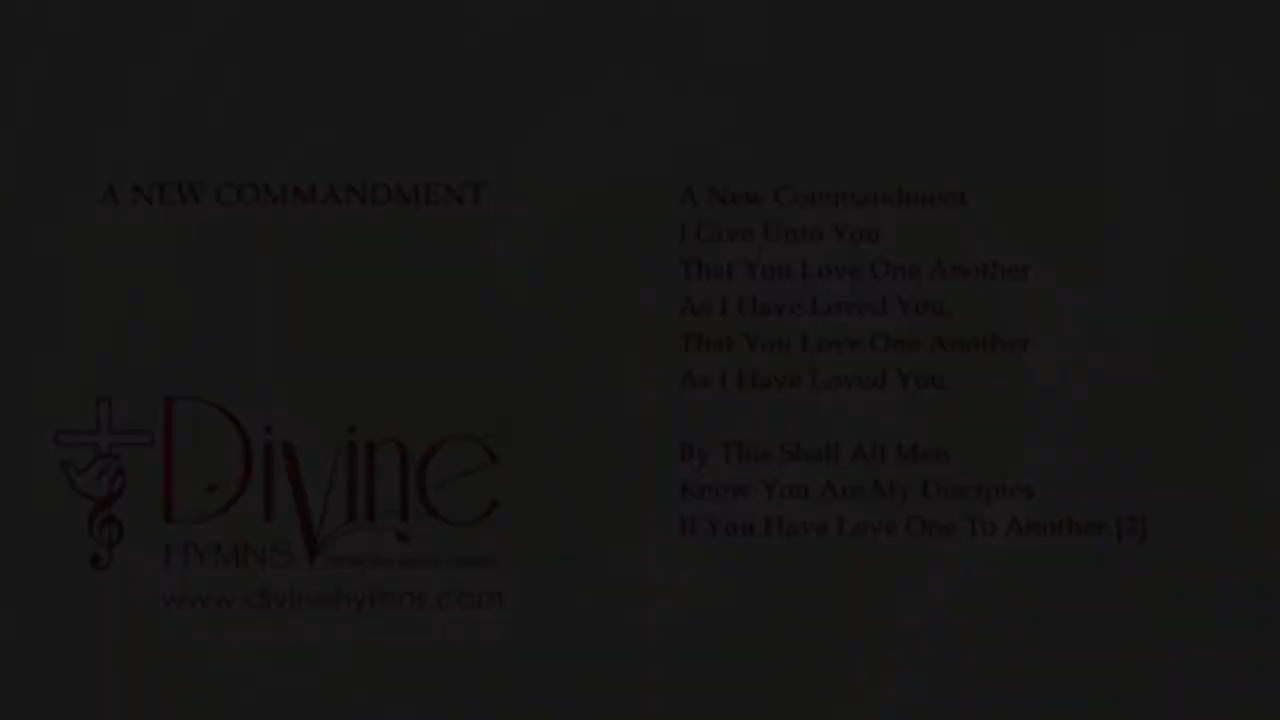 A NEW COMMANDMENT
A New Commandment
I Give Unto You
That You Love One Another
As I Have Loved You,
That You Love One Another
As I Have Loved You.
By This Shall All Men
Know You Are My Disciples
If You Have Love One To Another.[2]
Divine
HYMNS
www.divinehymns.com